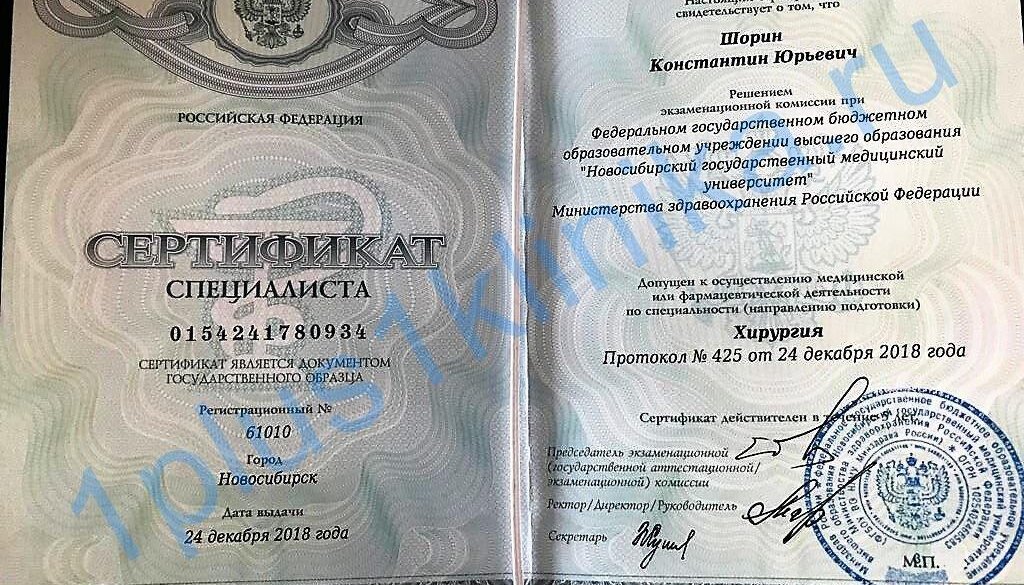 РОССИЙСКАЯ ФЕДЕРАЦИЯ
СЕРТИФИКАТ
СПЕЦИАЛИСТА
0154241780934
СЕРТИФИКАТ ЯВЛЯЕТСЯ ДОКУМЕНТОМ
ГОСУДАРСТВЕННОГО ОБРАЗЦА
Регистрационный №
61010
Город
Новосибирск
Дата выдачи
24 декабря 2018 года
свидетельствует о том, что
Шорин
Константин Юрьевич
Решением
экзаменационной комиссии при
Федеральном государственном бюджетном
образовательном учреждении высшего образования
"Новосибирский государственный медицинский
университет"
Министерства здравоохранения Российской Федерации
Допущен к осуществлению медицинской
или фармацевтической деятельности
по специальности (направлению подготовки)
Хирургия
Протокол № 425 от 24 декабря 2018 года
Сертификат действителен в течение 5 лет
Председатель экзаменационной
(государственной аттестационной/
экзаменационной) комиссии
Ректор/Директор/Руководитель
Секретарь
М.П.
1plus1klinika.ru